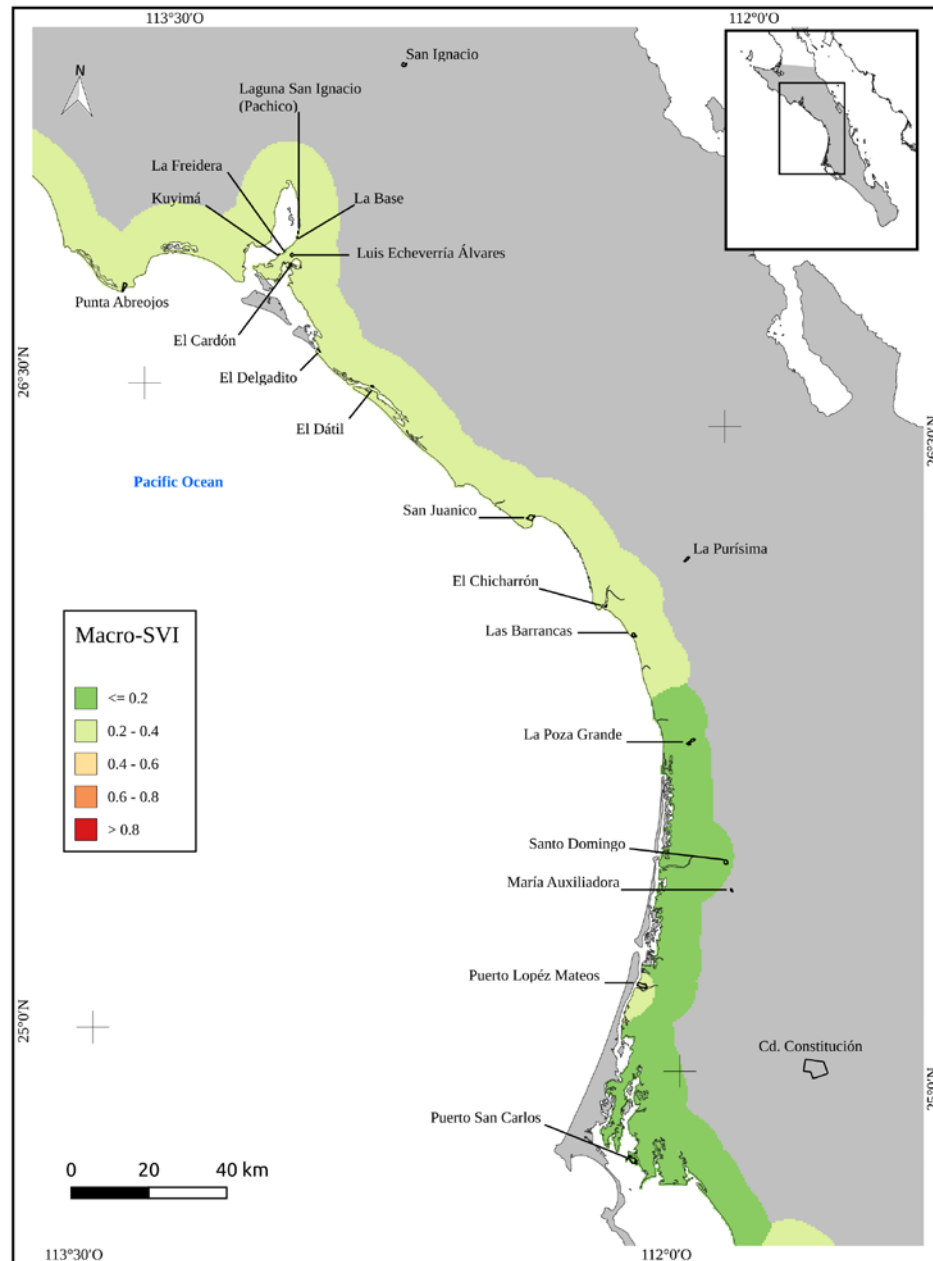 113°30'O
112°0'O
N
San Ignacio
Laguna San Ignacio
(Pachico)
La Freidera
Kuyimá
La Base
Luis Echeverría Álvares
Punta Abreojos
El Cardón
26°30'N
El Delgadito
El Dátil
26°30'N
Pacific Ocean
San Juanico
La Purísima
El Chicharrón
Las Barrancas
Macro-SVI
<= 0.2
0.2 - 0.4
0.4 - 0.6
0.6 - 0.8
> 0.8
La Poza Grande
Santo Domingo
María Auxiliadora
Puerto Lopéz Mateos
25°0'N
Cd. Constitución
25°0'N
Puerto San Carlos
0 20 40 km
113°30'O
112°0'O